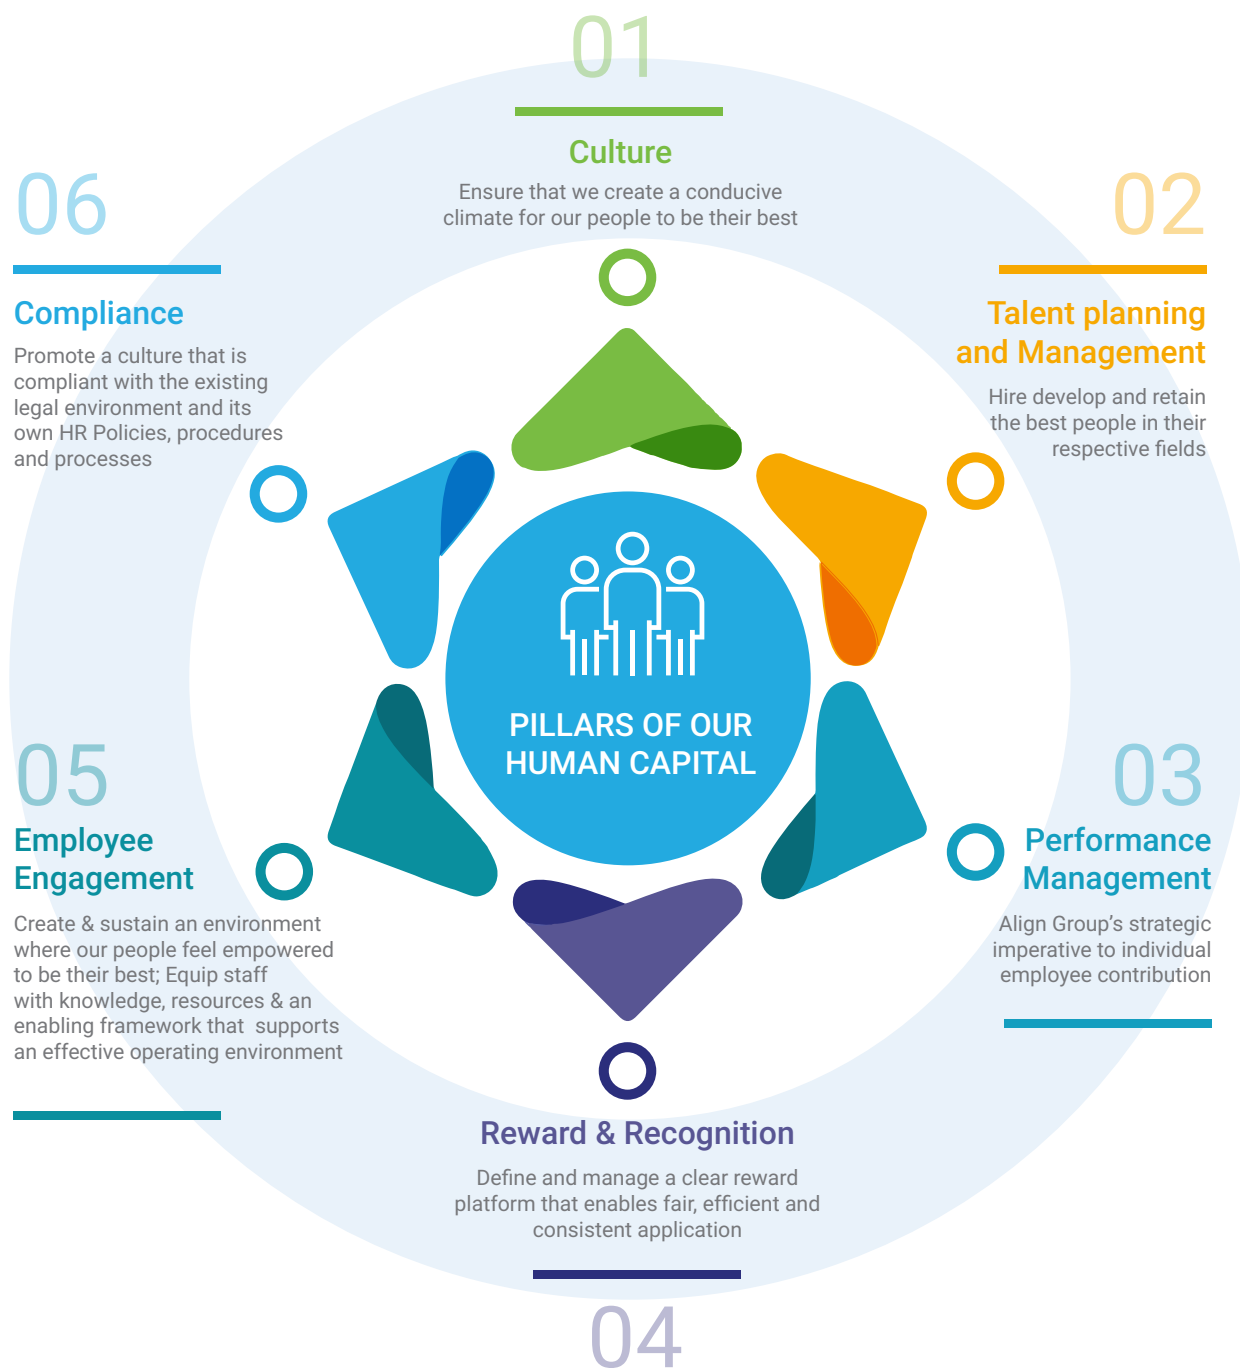 01
Culture
Ensure that we create a conducive
climate for our people to be their best
02
Talent planning
and Management
Hire develop and retain
the best people in their
respective fields
03
Performance
Management
Align Group’s strategic
imperative to individual
employee contribution
Reward & Recognition
Define and manage a clear reward
platform that enables fair, efficient and
consistent application
04
05
Employee
Engagement
Create & sustain an environment
where our people feel empowered
to be their best; Equip staff
with knowledge, resources & an
enabling framework that  supports
an effective operating environment
06
Compliance
Promote a culture that is
compliant with the existing
legal environment and its
own HR Policies, procedures
and processes
PILLARS OF OUR
HUMAN CAPITAL